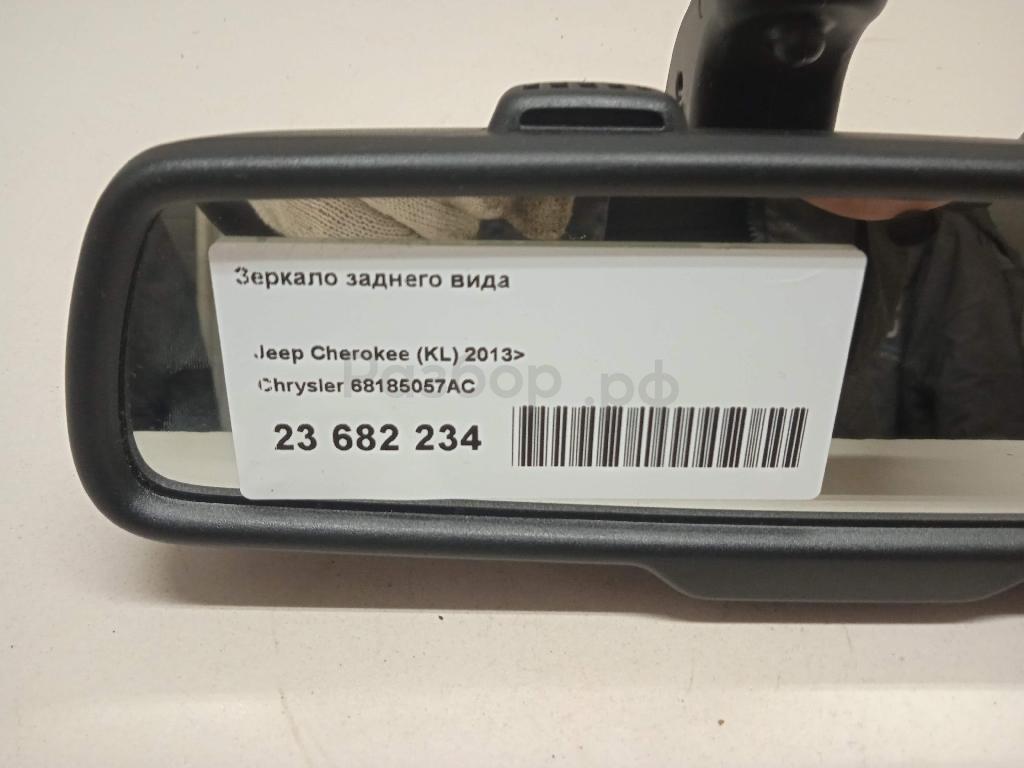 Зеркало заднего вида
Jeep Cherokee (KL) 2013>
Разбор.рф
Chrysler 68185057AC
23 682 234